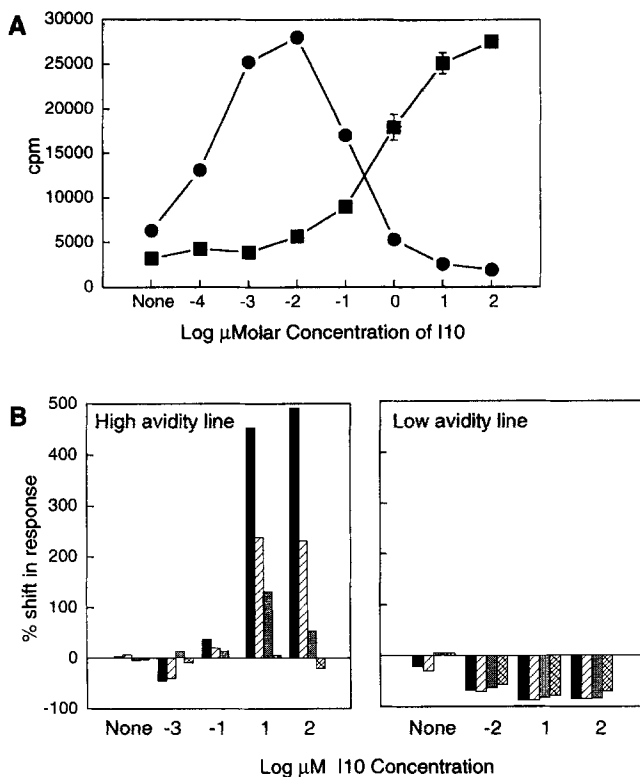 A
30000
25000
20000
15000
10000
5000
0
cpm
None -4 -3 -2 -1 0 1 2
Log μMolar Concentration of I10
B
500
400
300
200
100
0
-100
% shift in response
High avidity line
Low avidity line
None -3 -1 1 2
None -2 1 2
Log μM I10 Concentration